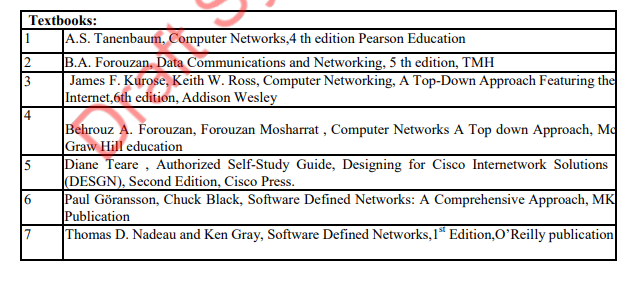 Textbooks:
1 A.S. Tanenbaum, Computer Networks,4 th edition Pearson Education
2 B.A. Forouzan, Data Communications and Networking, 5 th edition, TMH
3 James F. Kurose, Keith W. Ross, Computer Networking, A Top-Down Approach Featuring the
Internet,6th edition, Addison Wesley
4
Behrouz A. Forouzan, Forouzan Mosharrat , Computer Networks A Top down Approach, Mc
Graw Hill education
5 Diane Teare , Authorized Self-Study Guide, Designing for Cisco Internetwork Solutions
(DESGN), Second Edition, Cisco Press.
6 Paul Göransson, Chuck Black, Software Defined Networks: A Comprehensive Approach, MK
Publication
7 Thomas D. Nadeau and Ken Gray, Software Defined Networks,1st Edition,O’Reilly publication
Draft